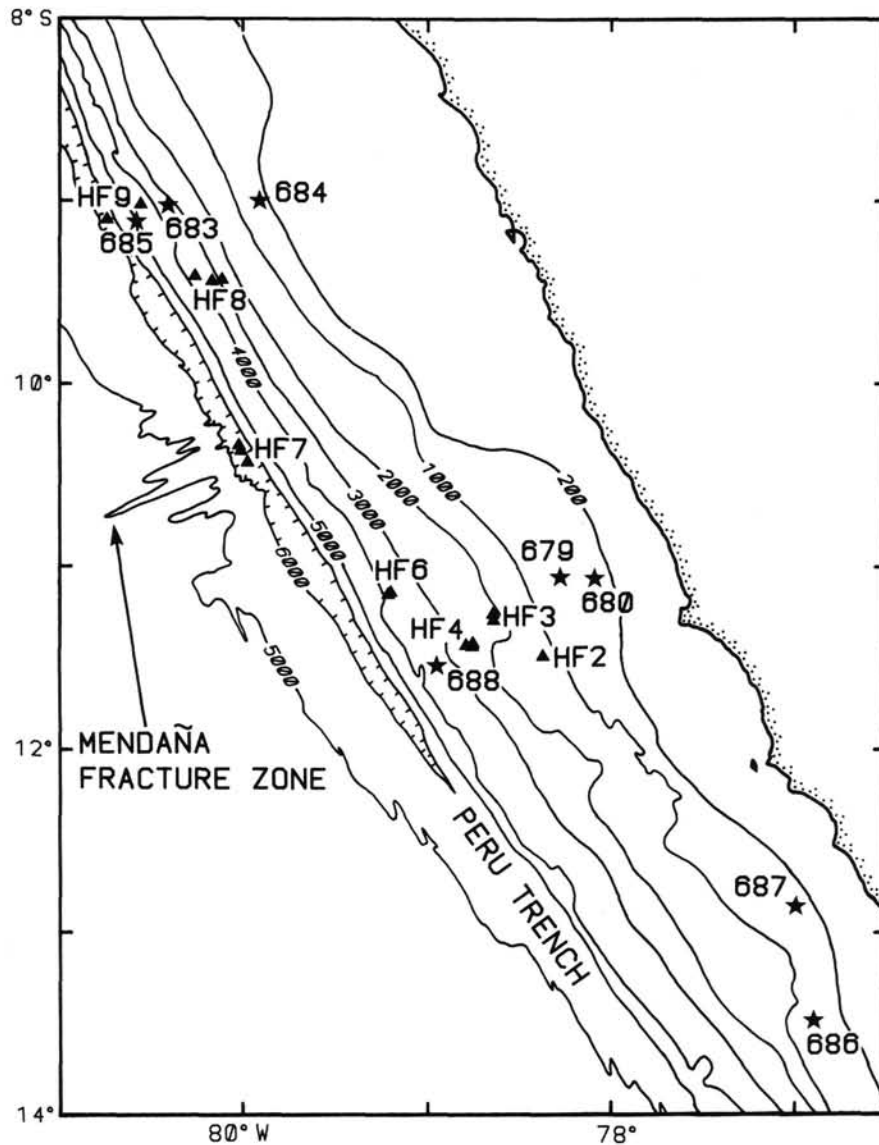 8°S
684
HF9
683
685
HF8
4000
10°
HF7
1000
200
2000
3000
5000
6000
679
680
HF6
HF3
HF4
HF2
688
5000
12°
MENDAÑA
FRACTURE ZONE
PERU TRENCH
687
686
14°
80°W
78°